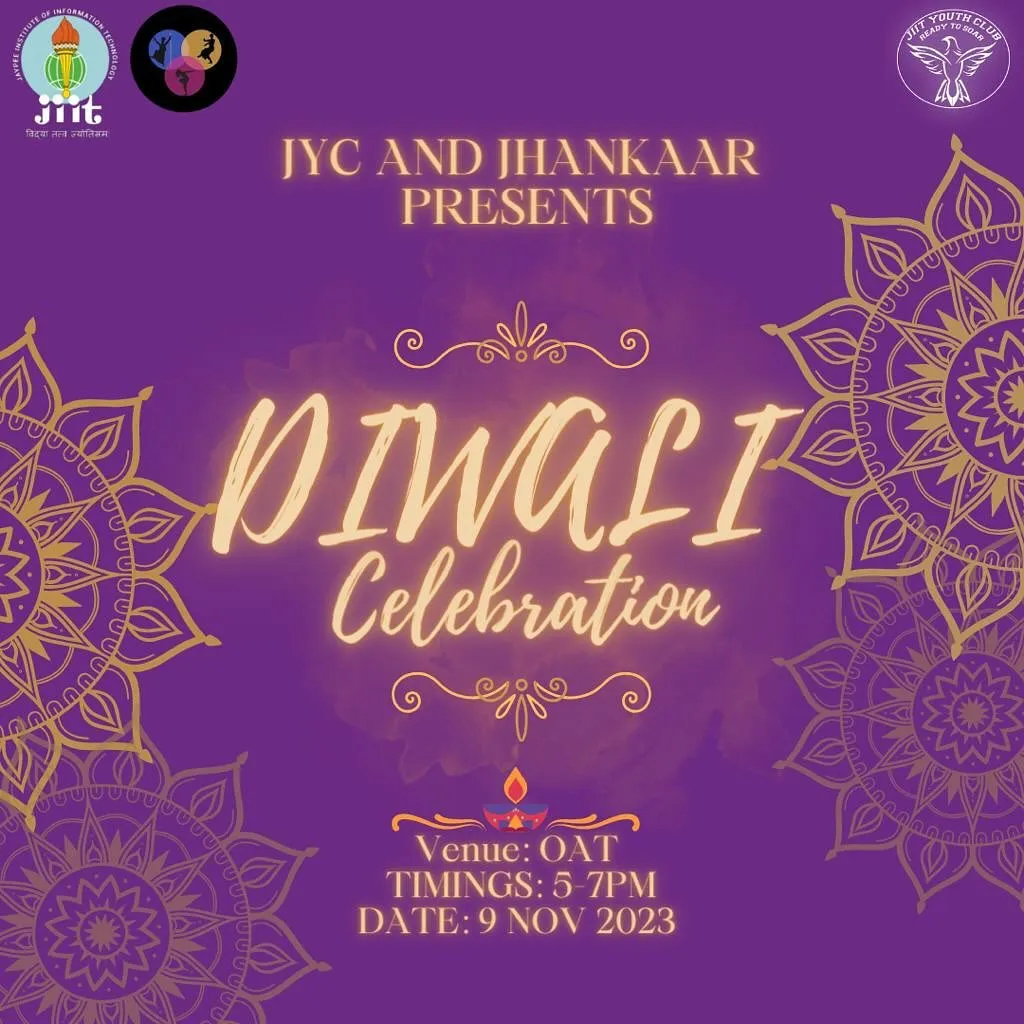 JAYPEE INSTITUTE OF INFORMATION TECHNOLOGY
jiit
विद्या तत्व ज्योतिसमः
JIIT YOUTH CLUB
READY TO SOAR
JYC AND JHANKAAR
PRESENTS
DIWALI
Celebration
Venue: OAT
TIMINGS: 5-7PM
DATE: 9 NOV 2023